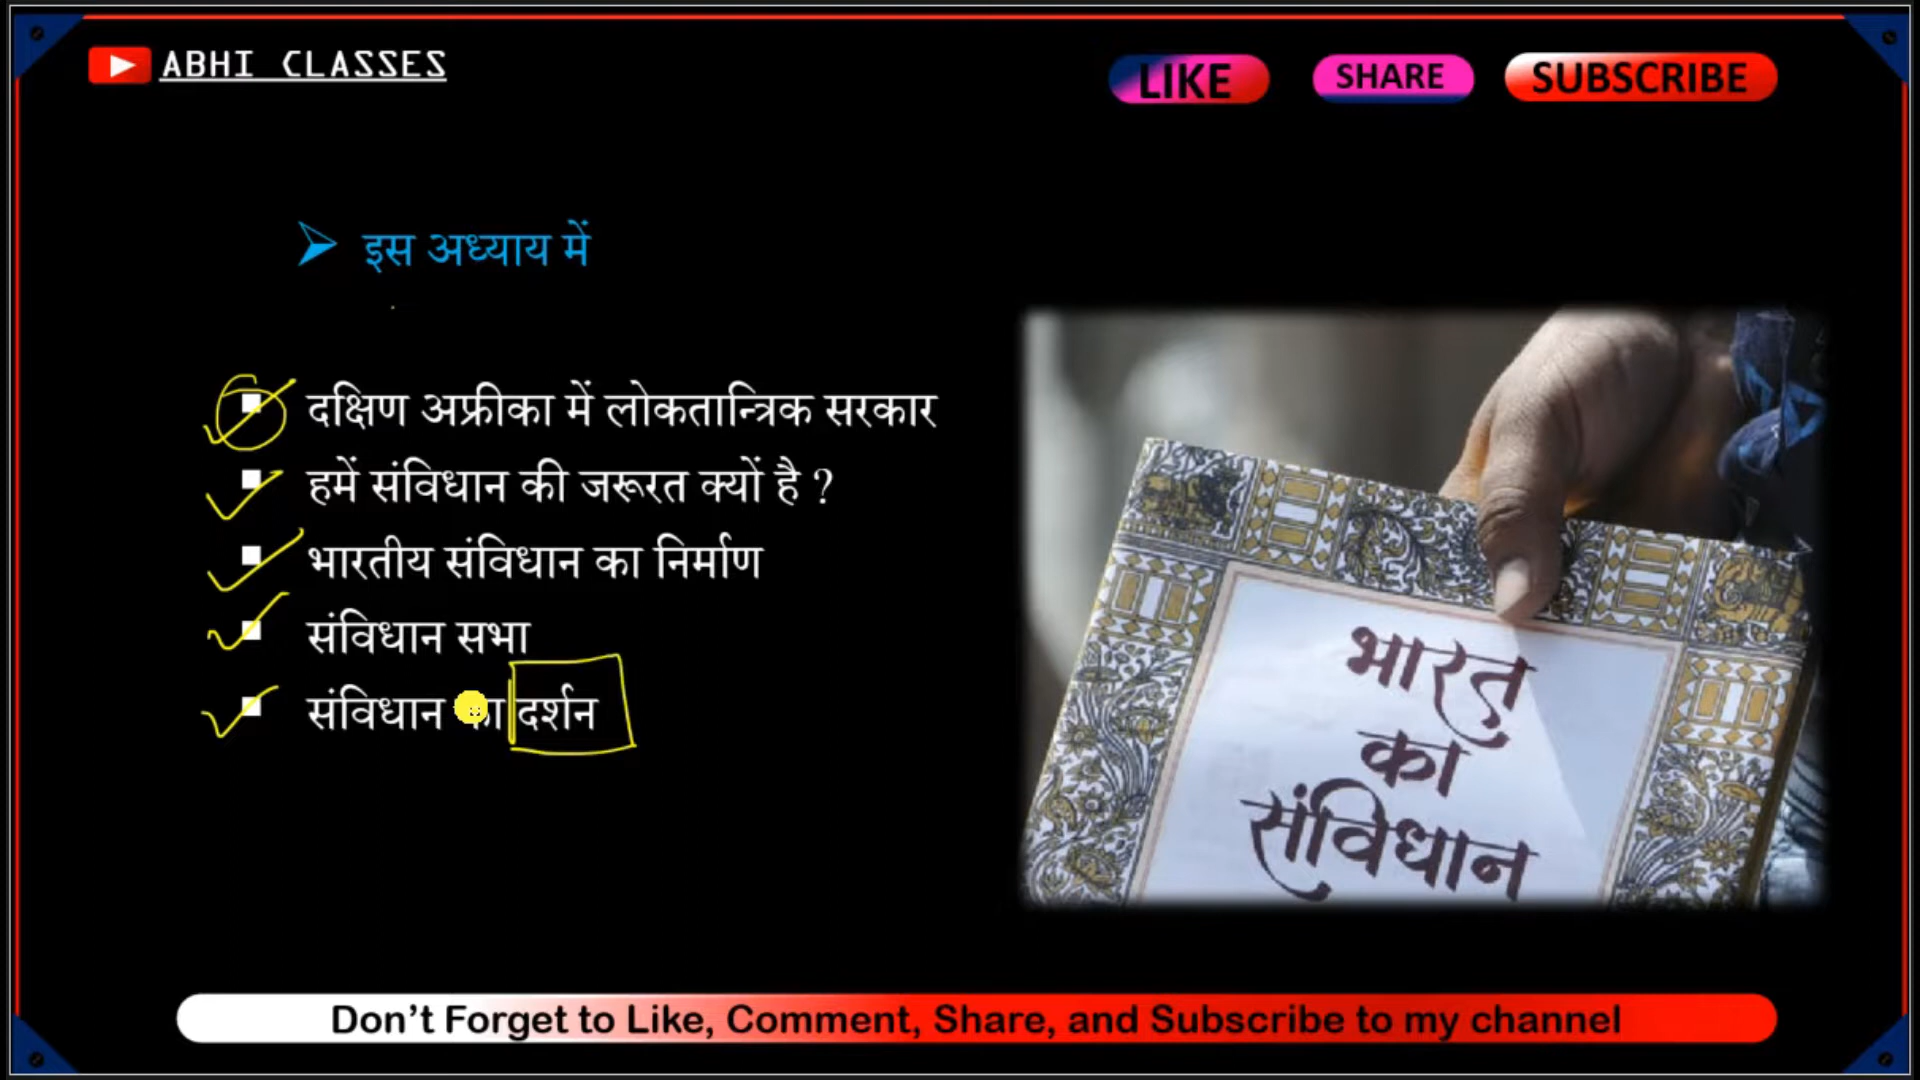 ABHI CLASSES
LIKE
SHARE
SUBSCRIBE
इस अध्याय में
दक्षिण अफ्रीका में लोकतान्त्रिक सरकार
हमें संविधान की जरूरत क्यों है ?
भारतीय संविधान का निर्माण
संविधान सभा
संविधान का दर्शन
भारत
का
संविधान
Don't Forget to Like, Comment, Share, and Subscribe to my channel